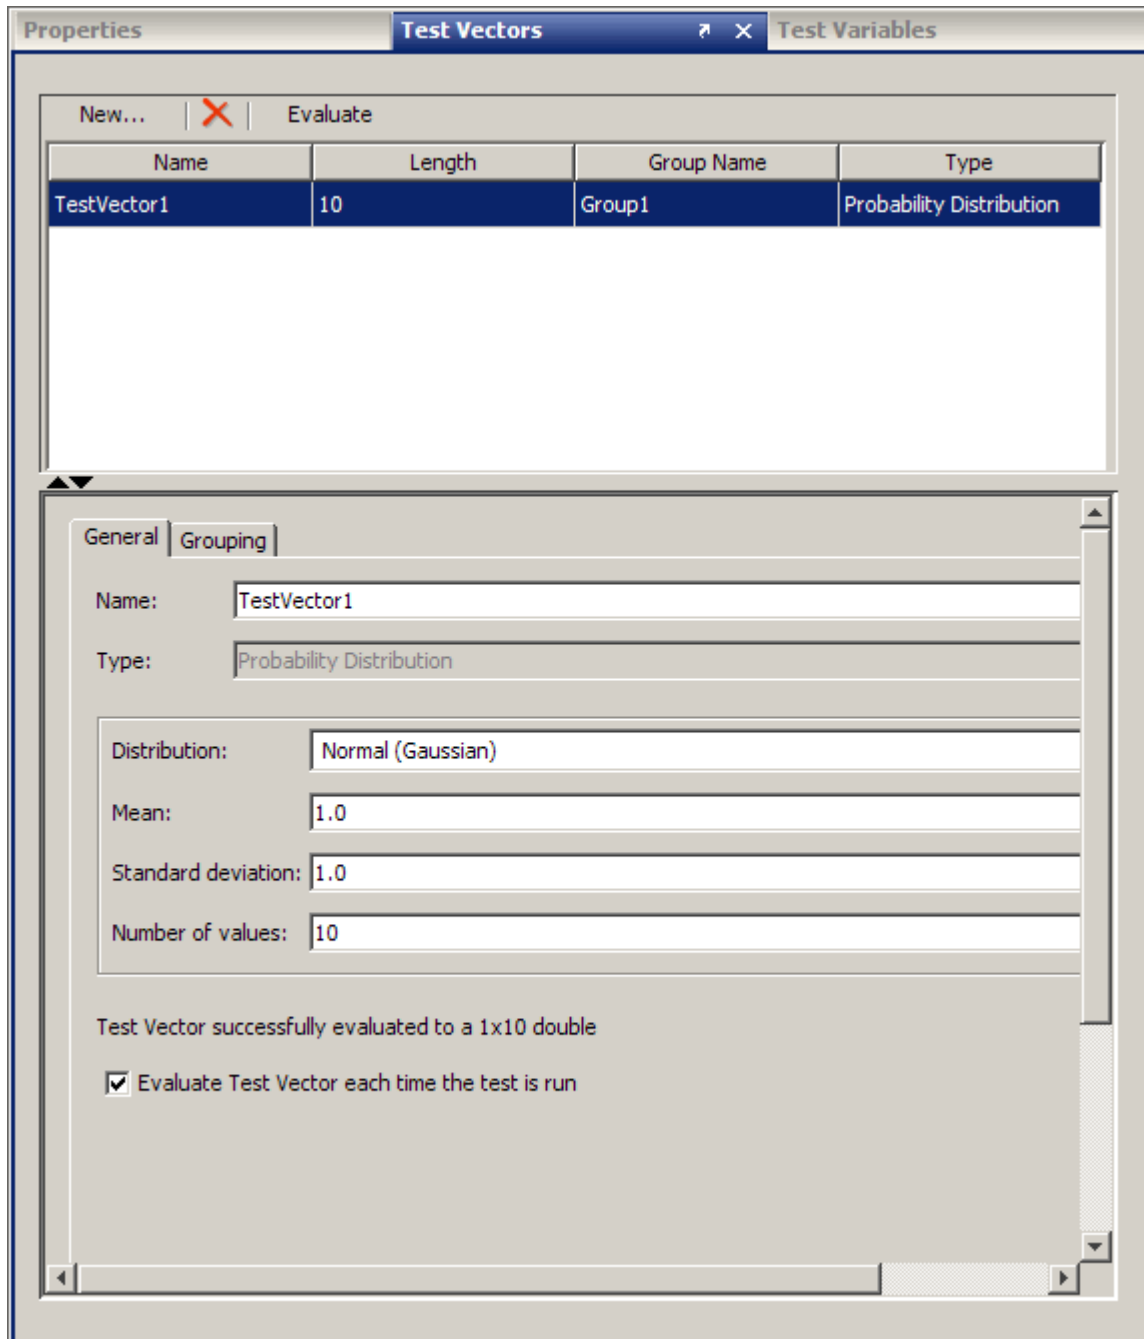 Properties Test Vectors Test Variables
New... Evaluate
Name Length Group Name Type
TestVector1 10 Group1 Probability Distribution
General Grouping
Name: TestVector1
Type: Probability Distribution
Distribution: Normal (Gaussian)
Mean: 1.0
Standard deviation: 1.0
Number of values: 10
Test Vector successfully evaluated to a 1x10 double
Evaluate Test Vector each time the test is run